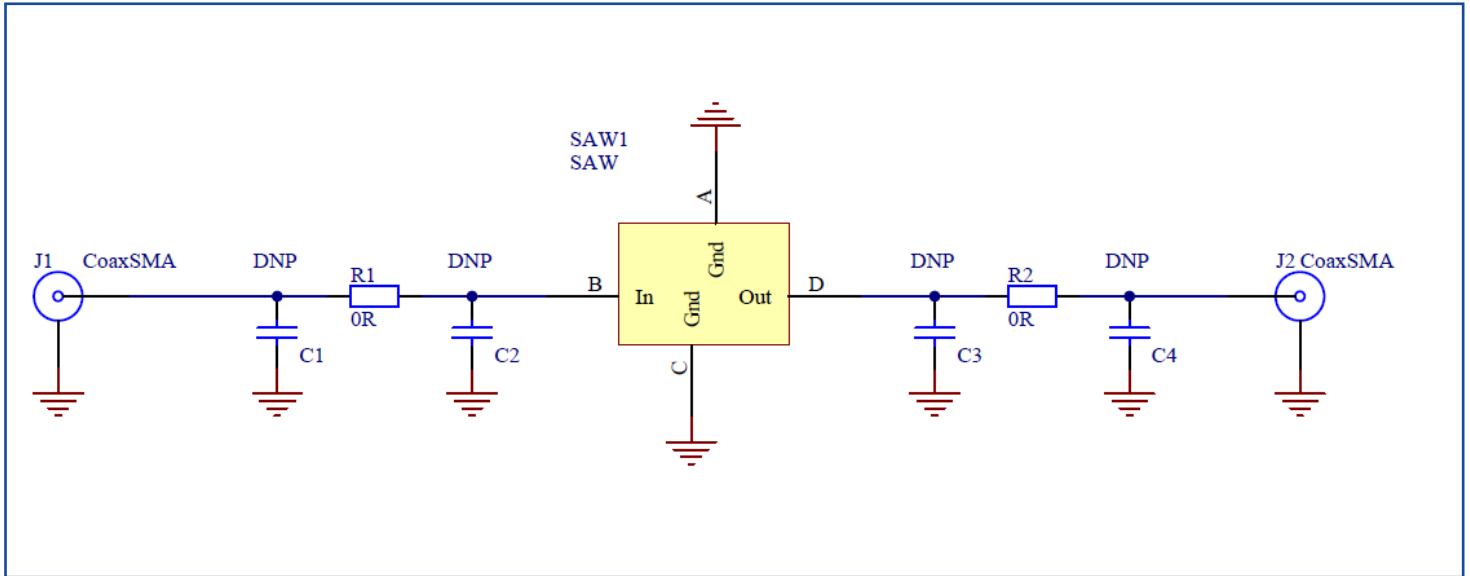 SAW1
SAW
A
J1 CoaxSMA
DNP
R1
DNP
B
In
Gnd
Gnd
Out
D
DNP
R2
DNP
J2 CoaxSMA
0R
0R
C1
C2
C
C3
C4